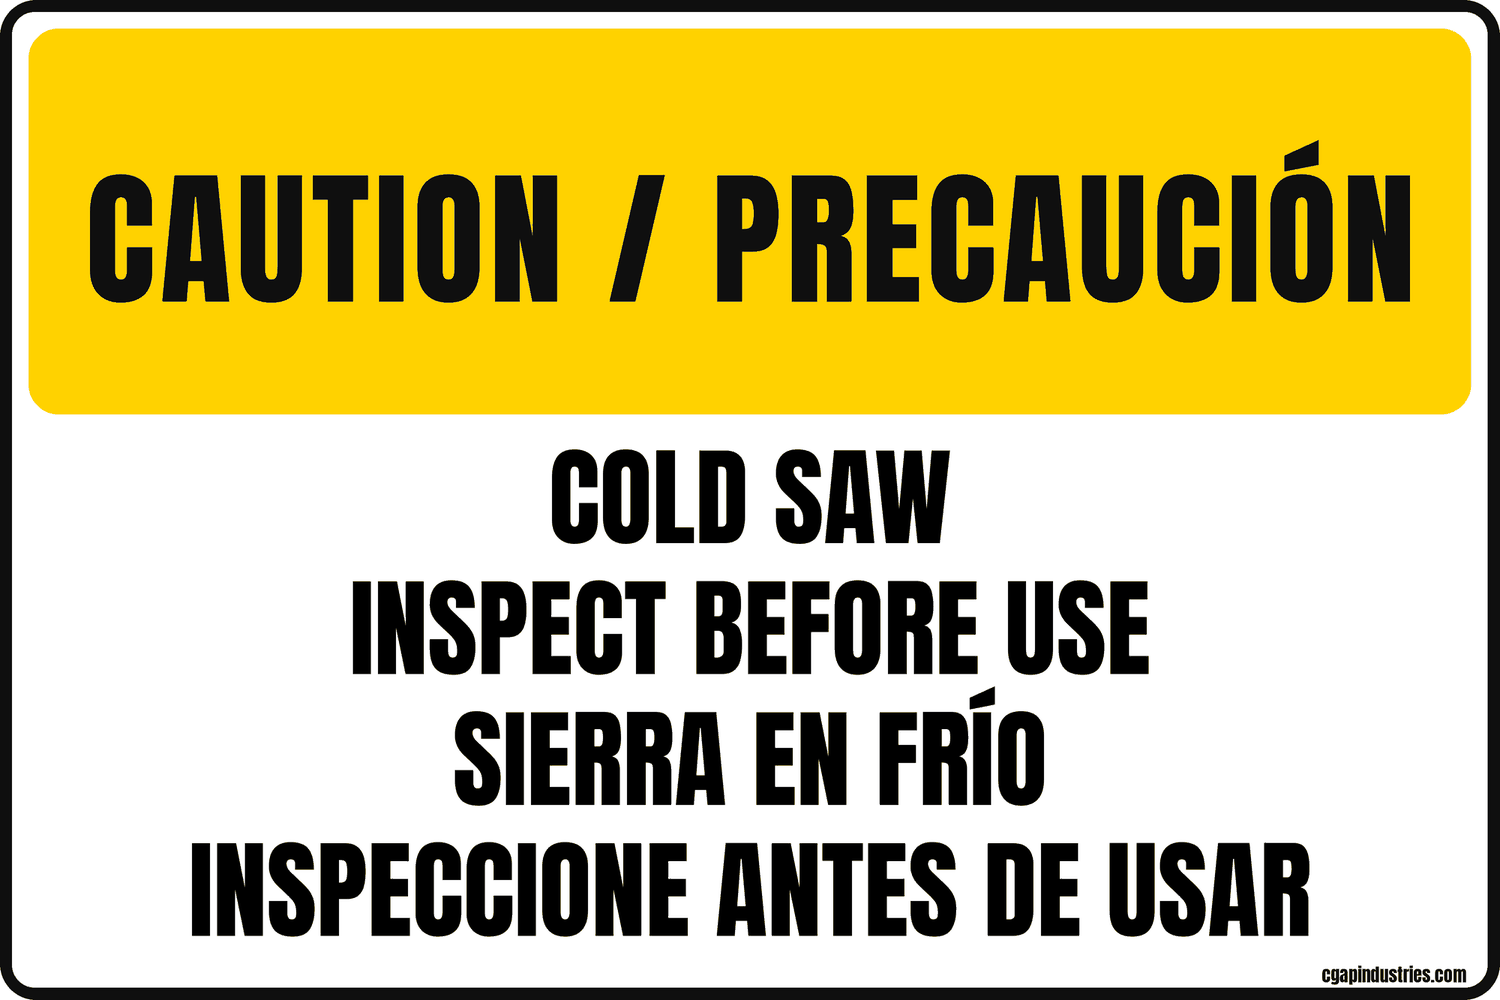 CAUTION / PRECAUCIÓN
COLD SAW
INSPECT BEFORE USE
SIERRA EN FRÍO
INSPECCIONE ANTES DE USAR
cgapindustries.com